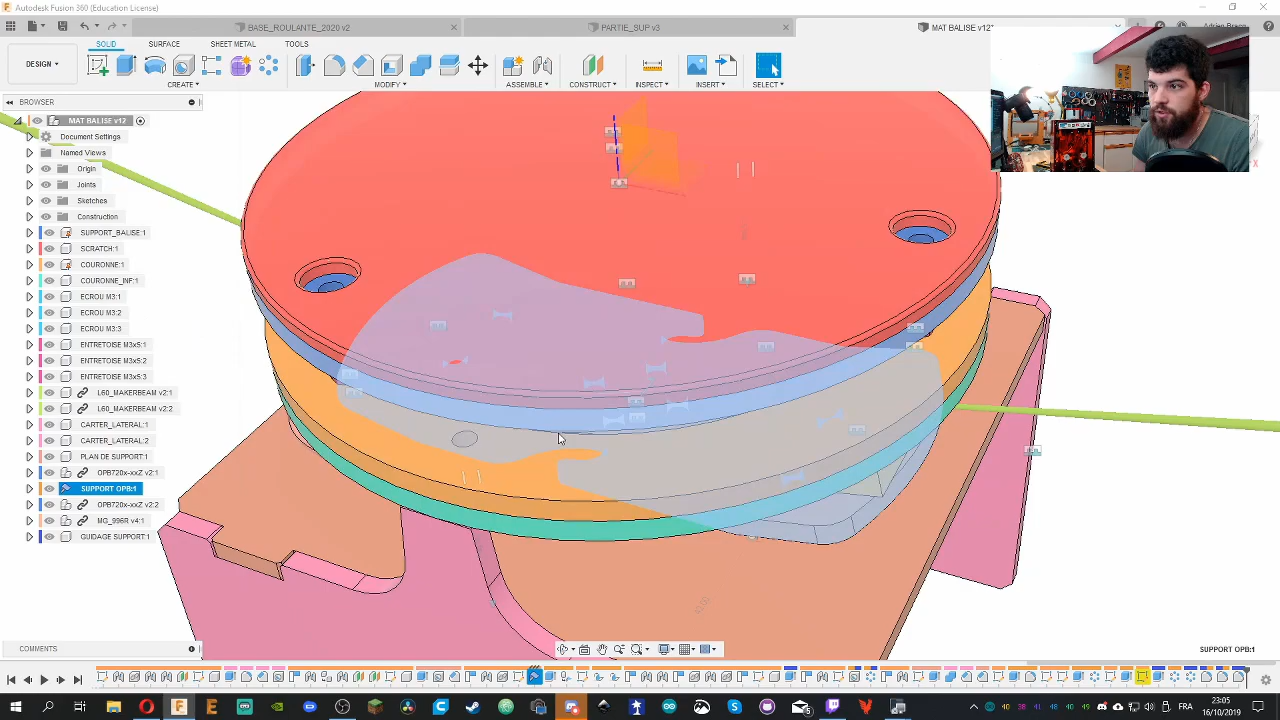 Autodesk Fusion 360 (Education License)
BASE_ROULANTE_2020 v2
PARTIE_SUP v3
MAT BALISE v12*
SOLID SURFACE SHEET METAL TOOLS
DESIGN
CREATE MODIFY ASSEMBLE CONSTRUCT INSPECT INSERT SELECT
BROWSER
MAT BALISE v12
Document Settings
Named Views
Origin
Joints
Sketches
Construction
SUPPORT_BALISE:1
SCRATCH:1
COURONNE:1
COURONNE_INF:1
ECROU M3:1
ECROU M3:2
ECROU M3:3
ENTRETOISE M3x5:1
ENTRETOISE M3x5:2
ENTRETOISE M3x5:3
L60_MAKERBEAM v2:1
L60_MAKERBEAM v2:2
CARTER_LATERAL:1
CARTER_LATERAL:2
PLAN DE SUPPORT:1
OPB720x-xxZ v2:1
SUPPORT OPB:1
OPB720x-xxZ v2:2
MG_996R v4:1
GUIDAGE SUPPORT:1
COMMENTS
SUPPORT OPB:1
FRA
23:05
16/10/2019